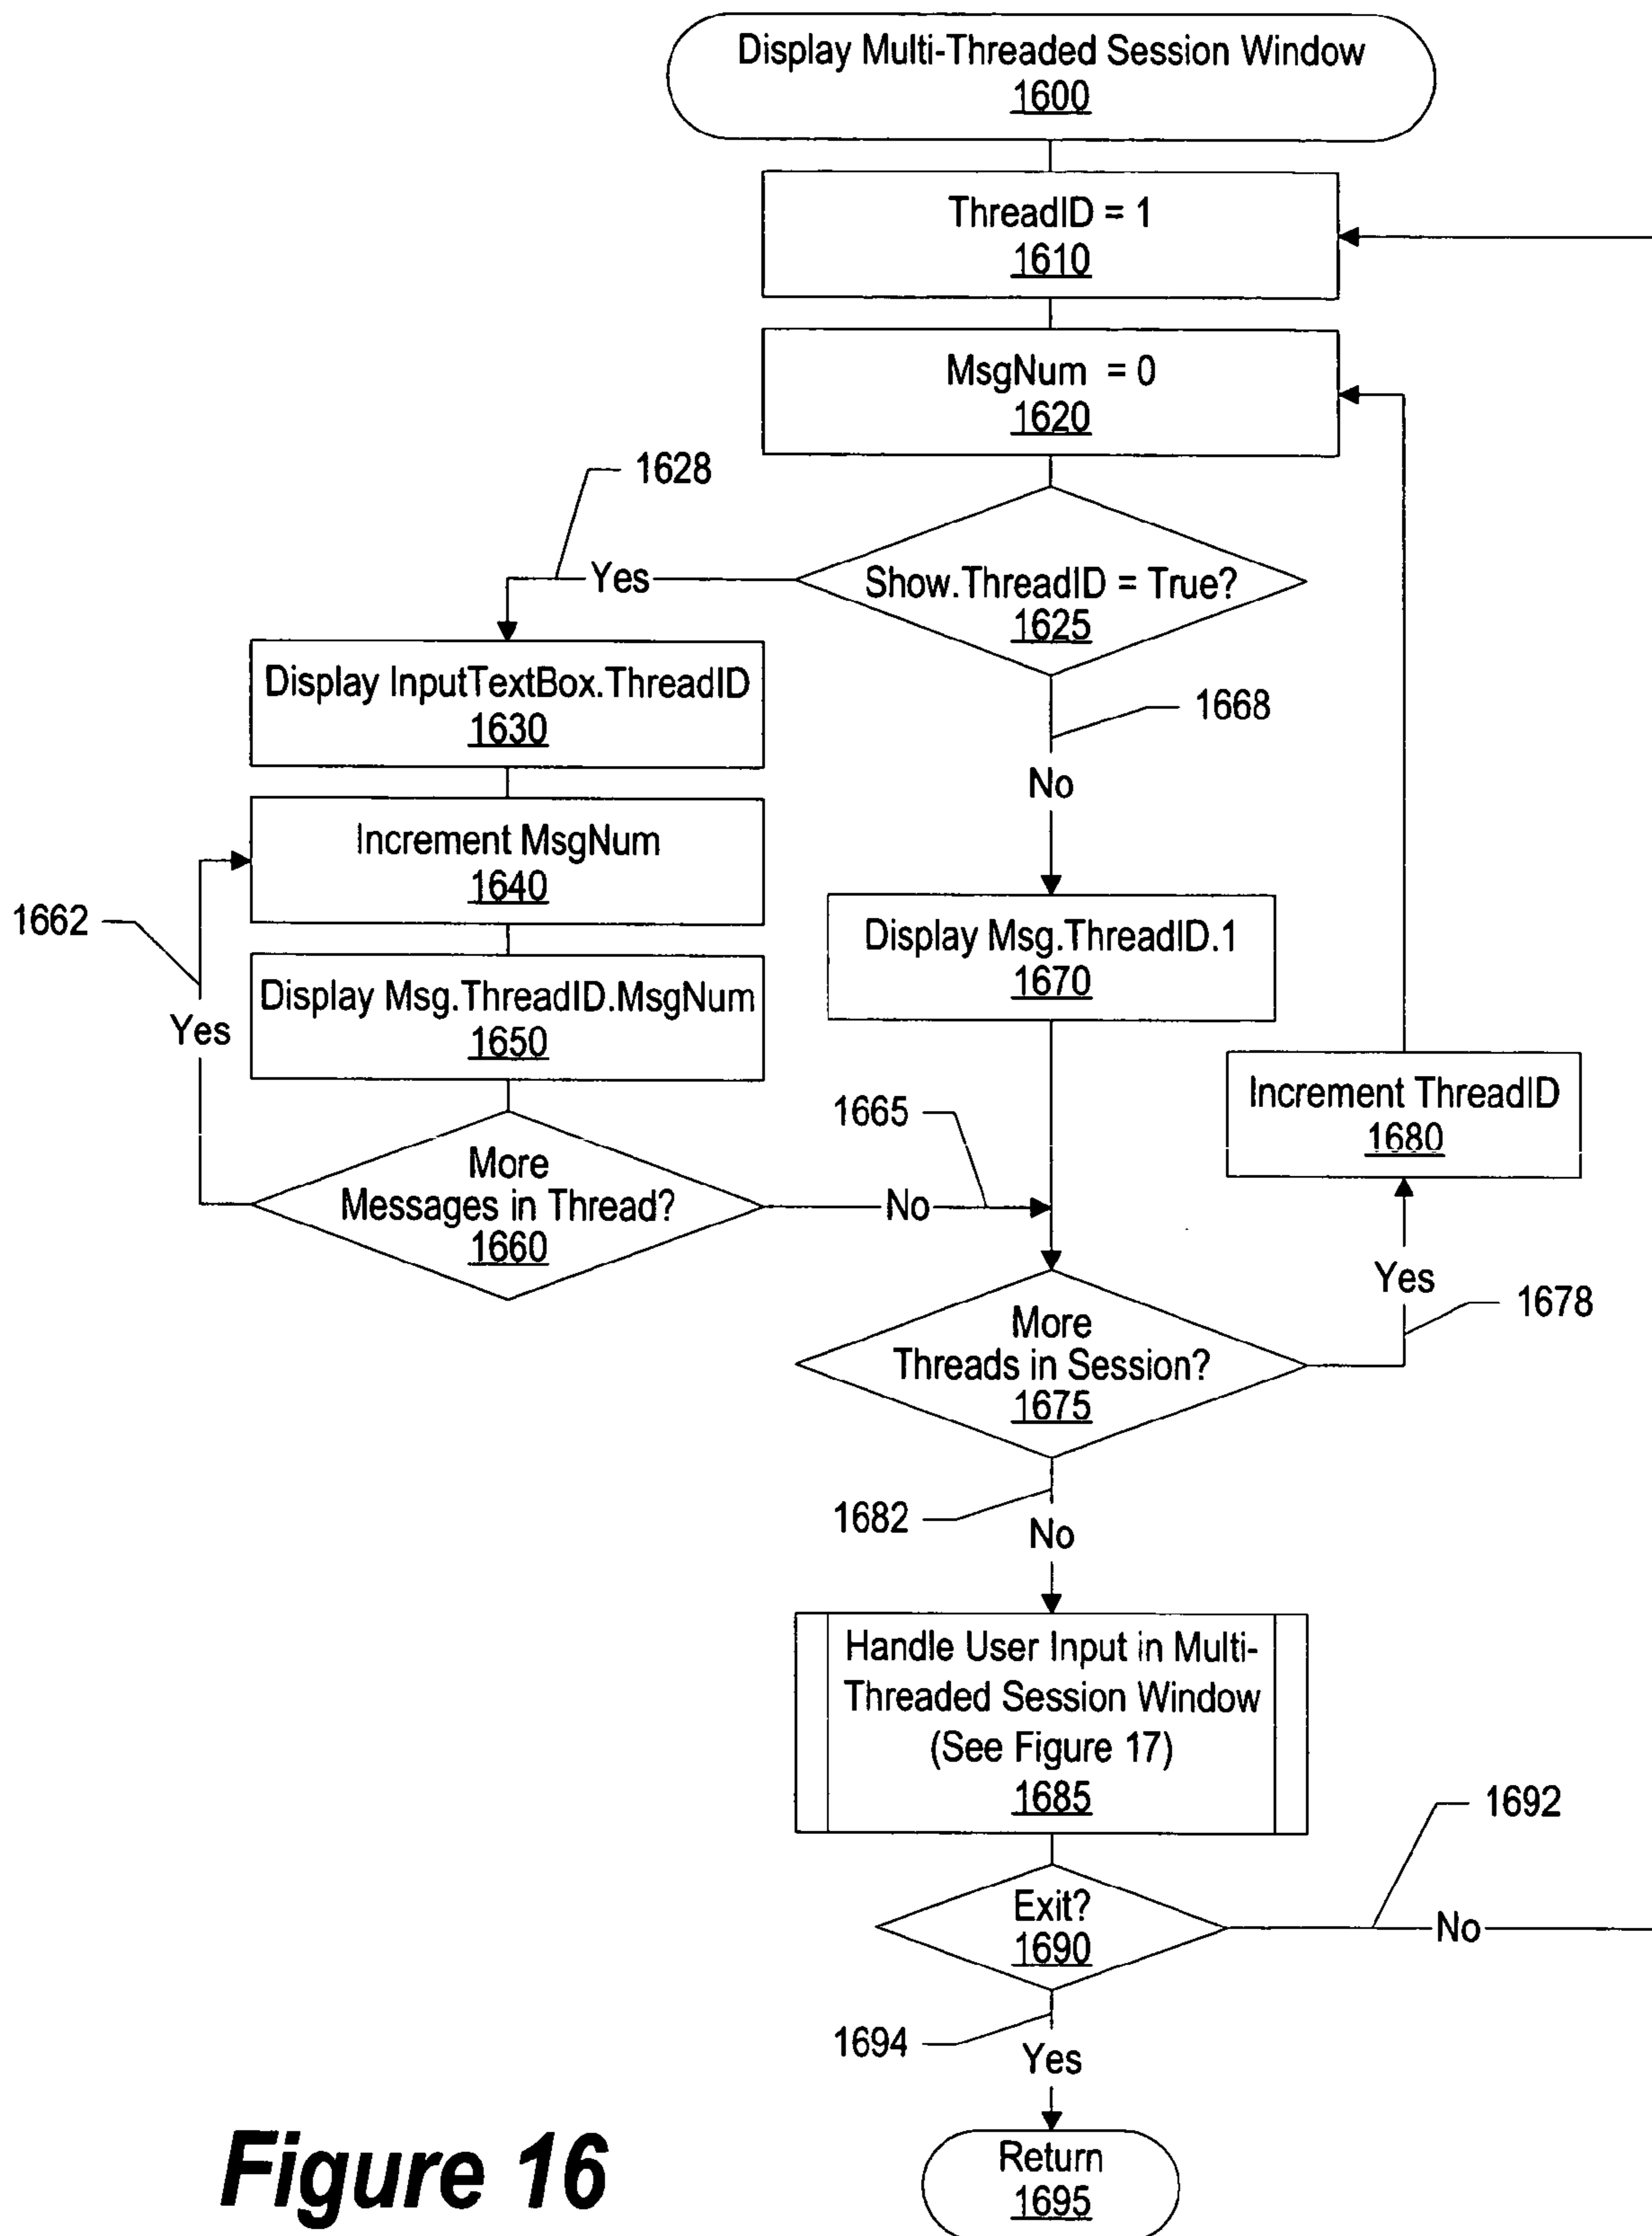 Display Multi-Threaded Session Window
1600
ThreadID = 1
1610
MsgNum = 0
1620
1628
Yes
Show.ThreadID = True?
1625
Display InputTextBox.ThreadID
1630
1668
No
Increment MsgNum
1640
1662
Yes
Display Msg.ThreadID.1
1670
Display Msg.ThreadID.MsgNum
1650
Increment ThreadID
1680
1665
More
Messages in Thread?
1660
No
Yes
1678
More
Threads in Session?
1675
1682
No
Handle User Input in Multi-
Threaded Session Window
(See Figure 17)
1685
1692
Exit?
1690
No
1694
Yes
Return
1695
Figure 16